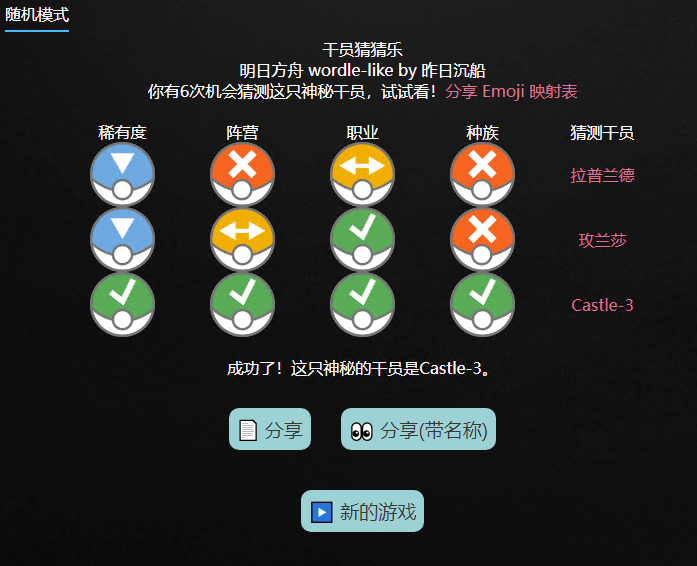 随机模式
干员猜猜乐
明日方舟 wordle-like by 昨日沉船
你有6次机会猜测这只神秘干员，试试看！分享 Emoji 映射表
稀有度 阵营 职业 种族 猜测干员
拉普兰德
玫兰莎
Castle-3
成功了！这只神秘的干员是Castle-3。
分享 分享(带名称)
新的游戏